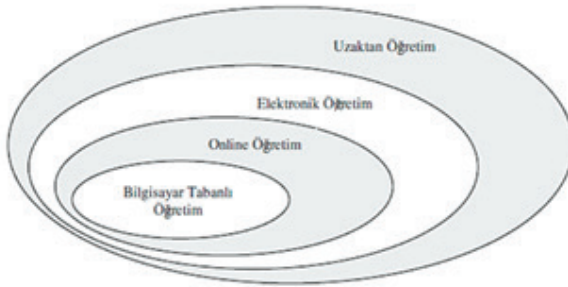 Uzaktan Öğretim
Elektronik Öğretim
Online Öğretim
Bilgisayar Tabanlı
Öğretim